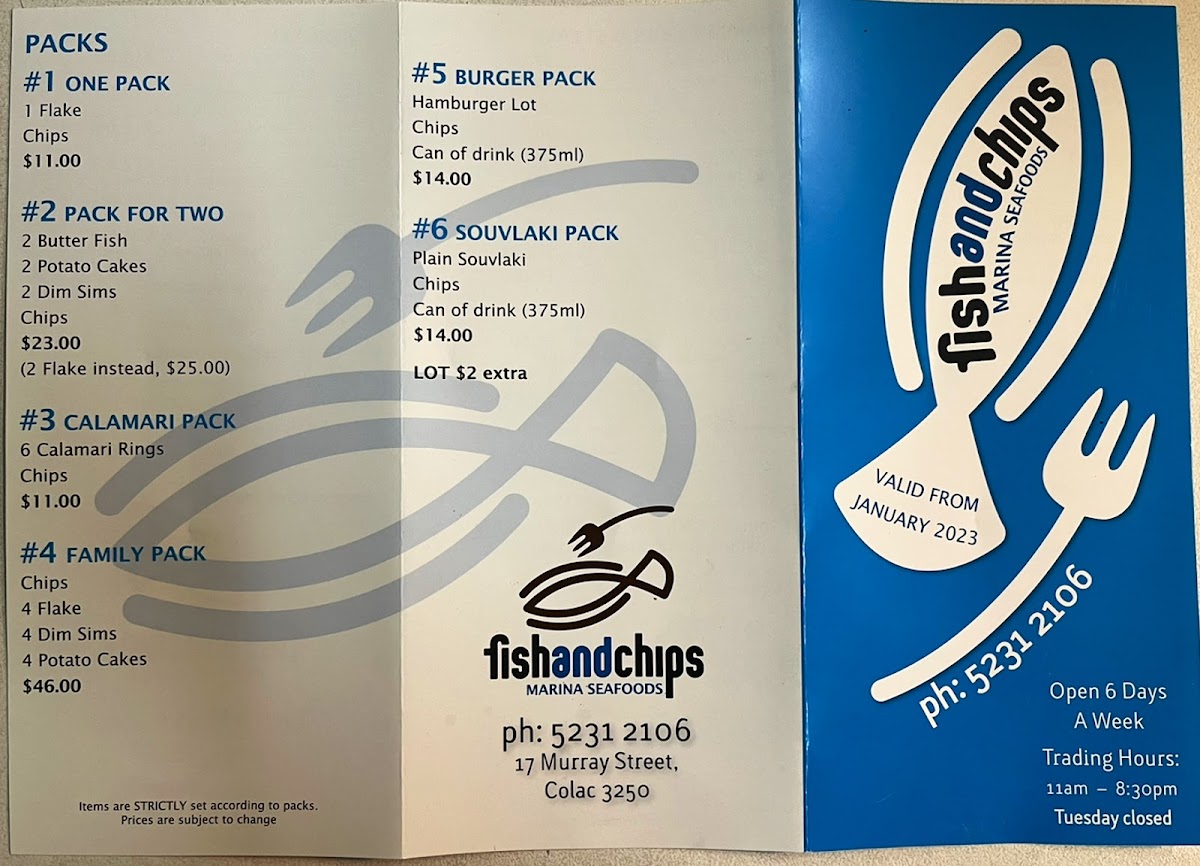 PACKS
#1 ONE PACK
1 Flake
Chips
$11.00
#2 PACK FOR TWO
2 Butter Fish
2 Potato Cakes
2 Dim Sims
Chips
$23.00
(2 Flake instead, $25.00)
#3 CALAMARI PACK
6 Calamari Rings
Chips
$11.00
#4 FAMILY PACK
Chips
4 Flake
4 Dim Sims
4 Potato Cakes
$46.00
Items are STRICTLY set according to packs.
Prices are subject to change
#5 BURGER PACK
Hamburger Lot
Chips
Can of drink (375ml)
$14.00
#6 SOUVLAKI PACK
Plain Souvlaki
Chips
Can of drink (375ml)
$14.00
LOT $2 extra
fishandchips
MARINA SEAFOODS
ph: 5231 2106
17 Murray Street,
Colac 3250
fishandchips
MARINA SEAFOODS
VALID FROM
JANUARY 2023
ph: 5231 2106
Open 6 Days
A Week
Trading Hours:
11am – 8:30pm
Tuesday closed